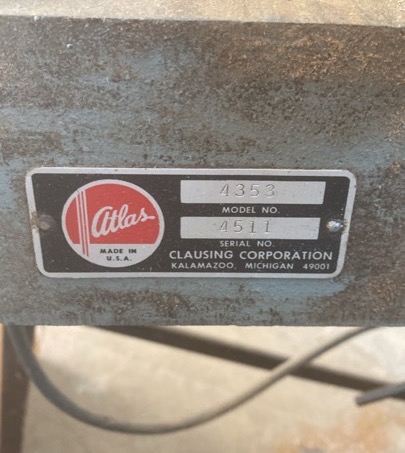 Atlas
MADE IN
U.S.A.
4353
MODEL NO.
4511
SERIAL NO.
CLAUSING CORPORATION
KALAMAZOO, MICHIGAN 49001